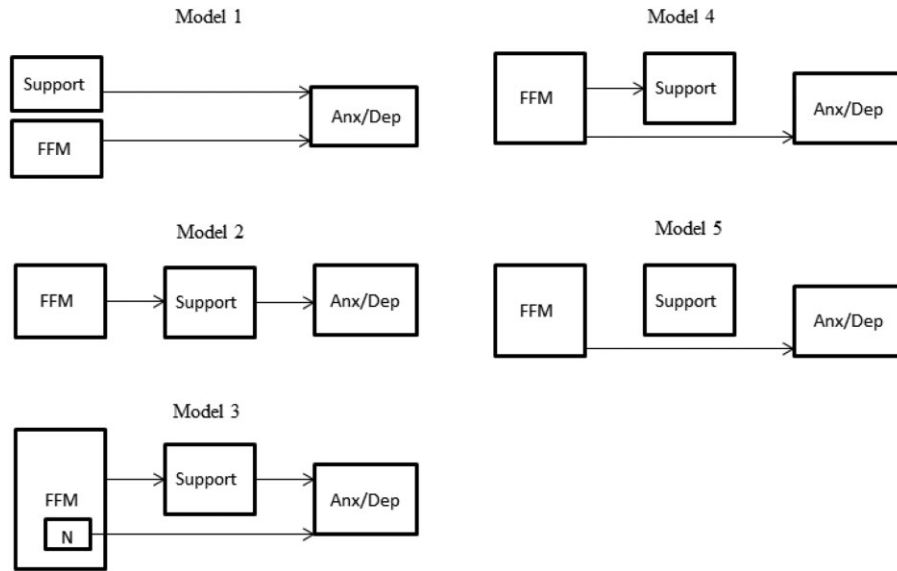 Model 1
Support
FFM
Anx/Dep
Model 2
FFM
Support
Anx/Dep
Model 3
Support
FFM
N
Anx/Dep
Model 4
FFM
Support
Anx/Dep
Model 5
FFM
Support
Anx/Dep